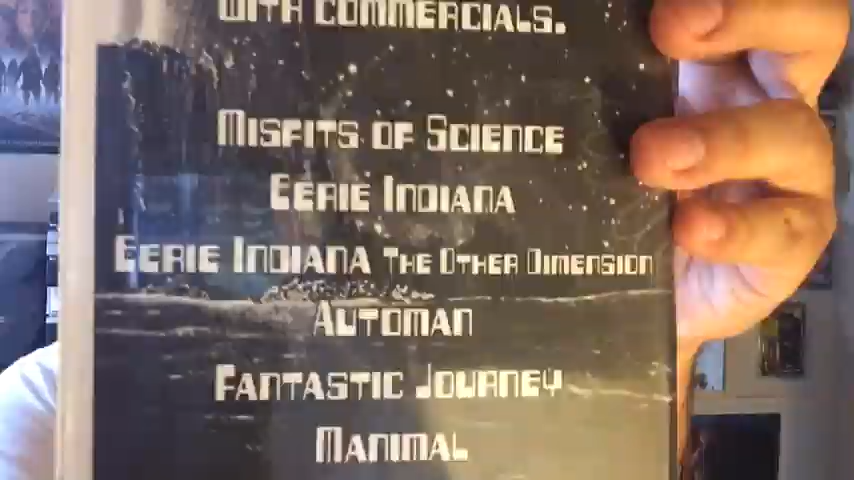 WITH COMMERCIALS.
MISFITS OF SCIENCE
EERIE INDIANA
EERIE INDIANA THE OTHER DIMENSION
AUTOMAN
FANTASTIC JOURNEY
MANIMAL